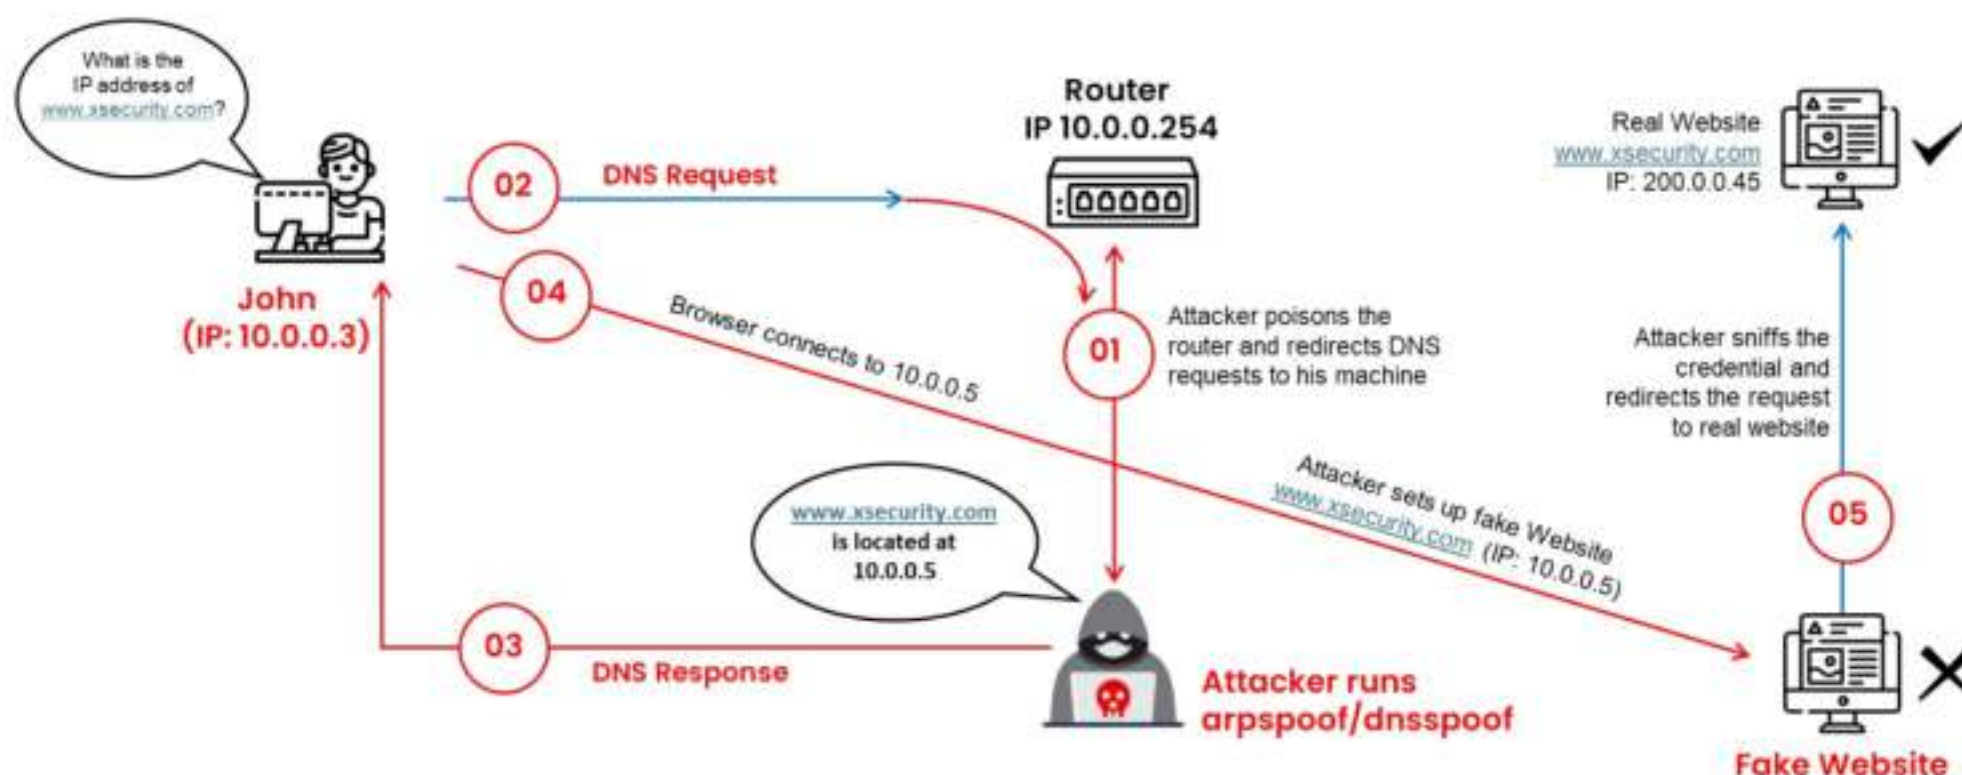 What is the
IP address of
www.xsecurity.com?
John
(IP: 10.0.0.3)
02
DNS Request
Router
IP 10.0.0.254
Real Website
www.xsecurity.com
IP: 200.0.0.45
04
Browser connects to 10.0.0.5
01
Attacker poisons the
router and redirects DNS
requests to his machine
Attacker sniffs the
credential and
redirects the request
to real website
Attacker sets up fake Website
www.xsecurity.com (IP: 10.0.0.5)
05
www.xsecurity.com
is located at
10.0.0.5
03
DNS Response
Attacker runs
arpspoof/dnsspoof
Fake Website